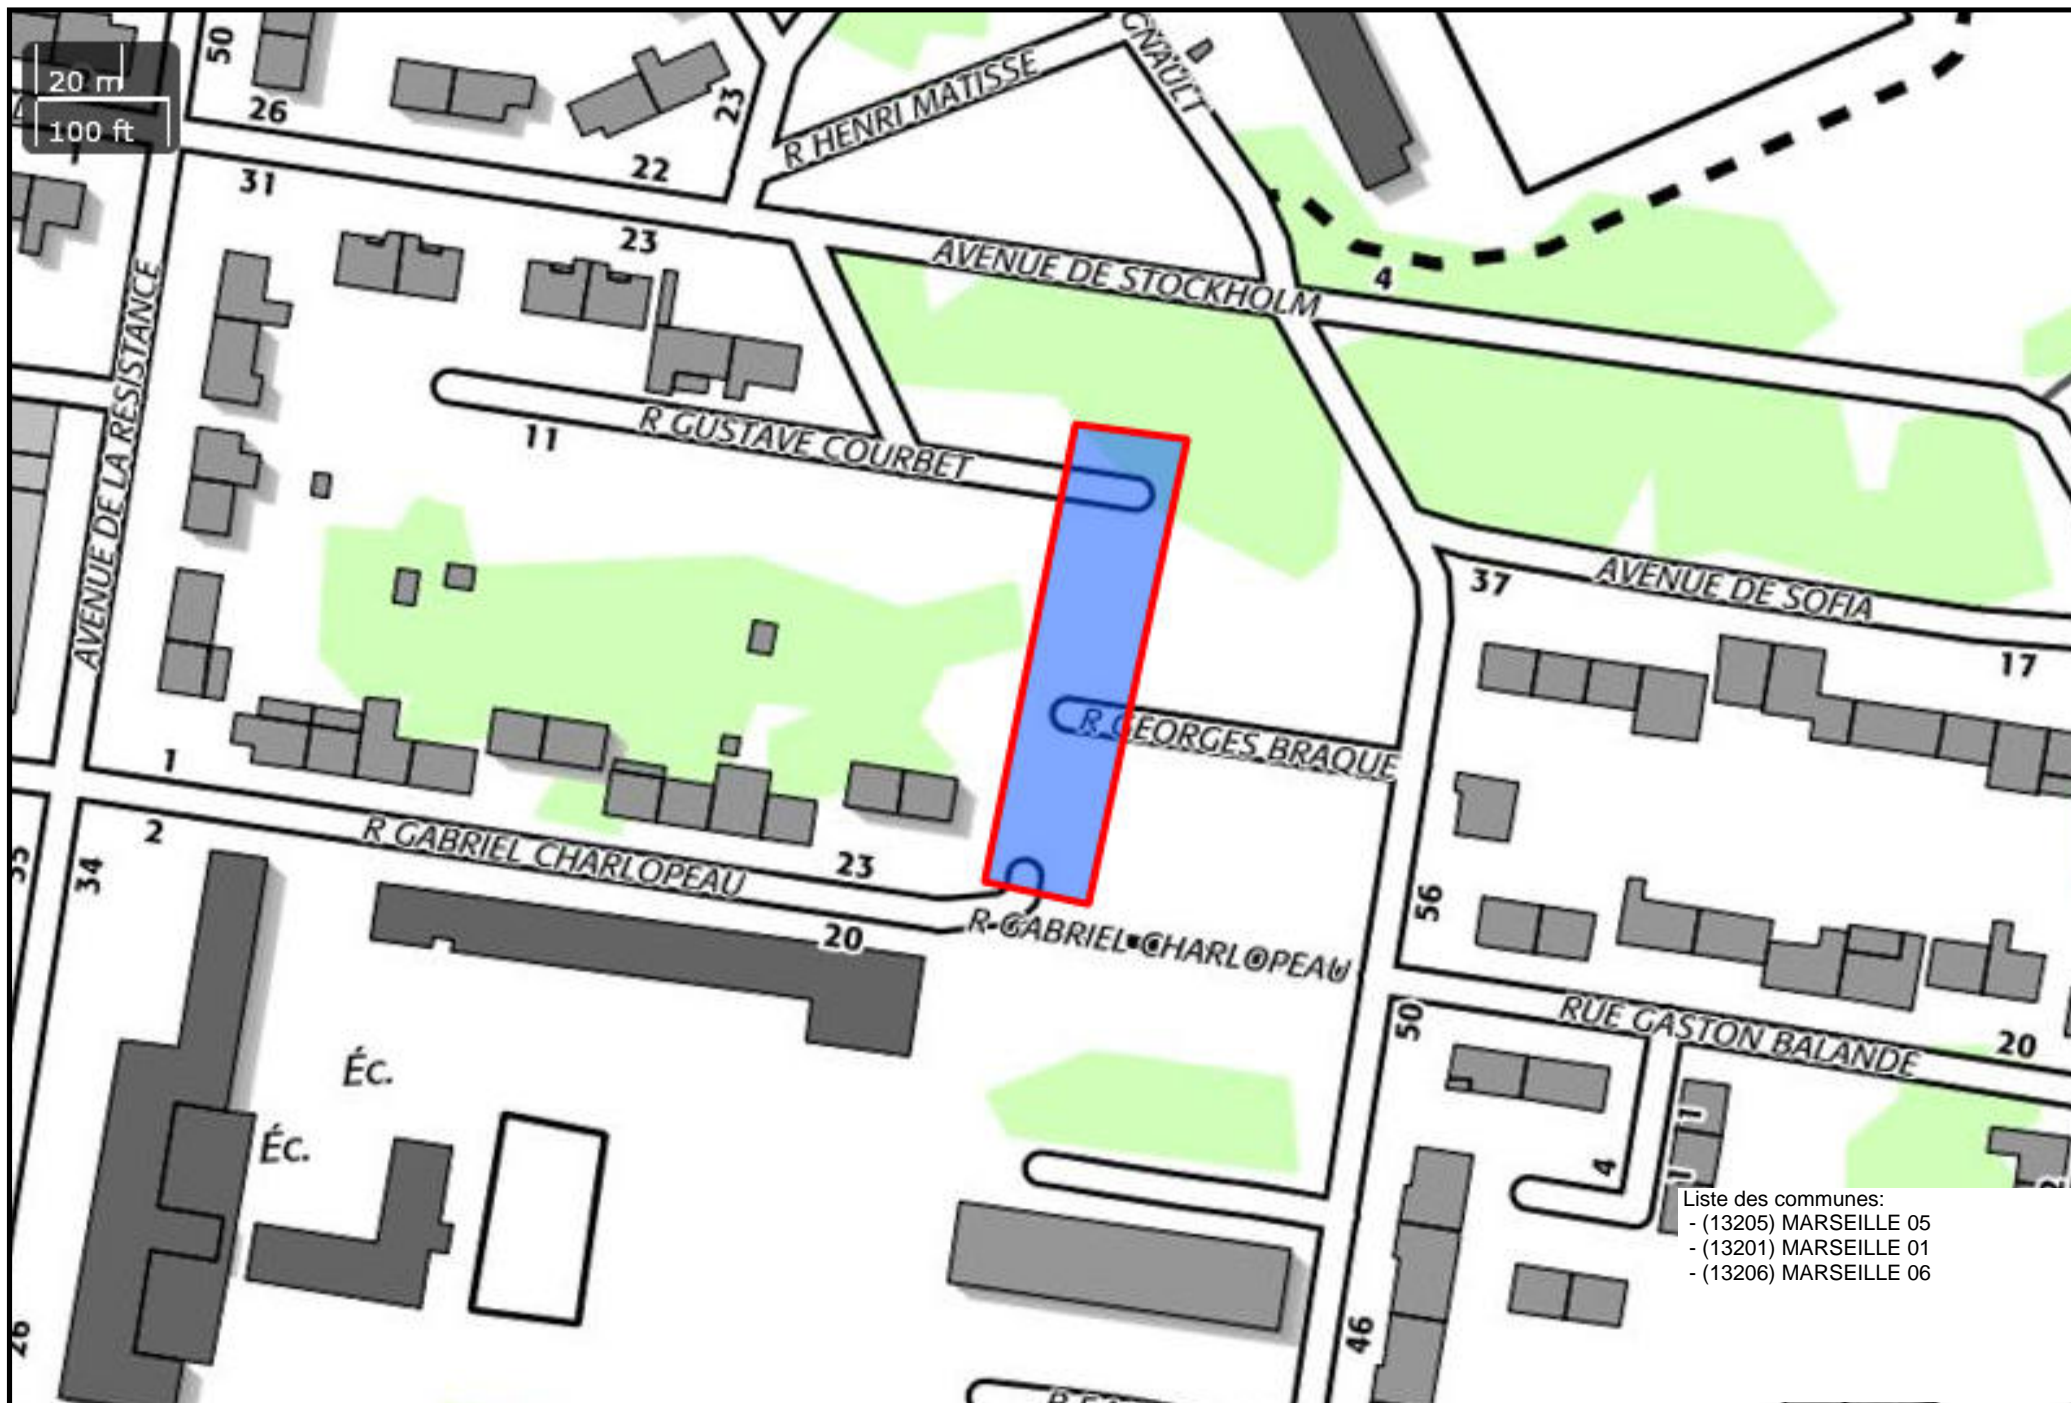 50
20 m
100 ft
26
23
R HENRI MATISSE
GNAULT
22
31
23
AVENUE DE STOCKHOLM
4
AVENUE DE LA RESISTANCE
R GUSTAVE COURBET
11
37
AVENUE DE SOFIA
17
R GEORGES BRAQUE
1
2
R GABRIEL CHARLOPEAU
23
34
56
20
R GABRIEL CHARLOPEAU
50
RUE GASTON BALANDE
20
Éc.
Éc.
1
4
1
Liste des communes:
- (13205) MARSEILLE 05
- (13201) MARSEILLE 01
- (13206) MARSEILLE 06
26
46